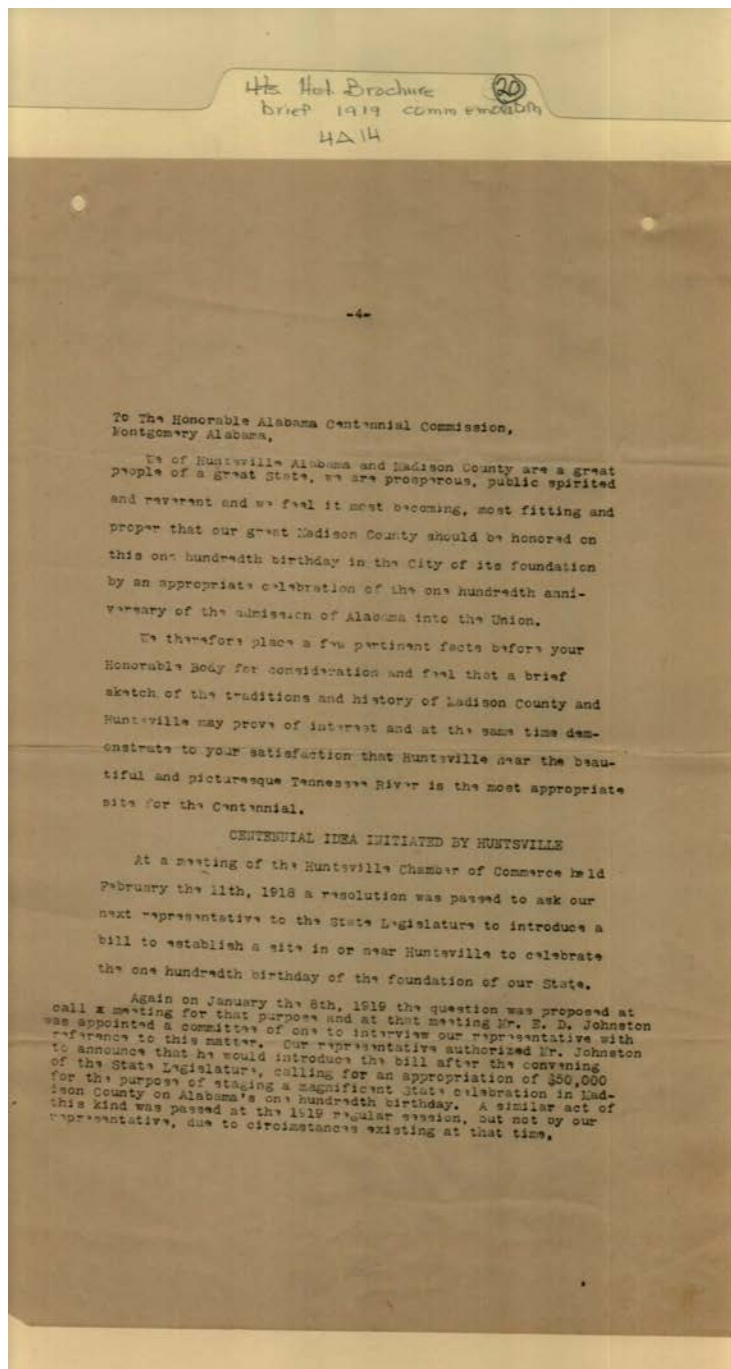 Hts Hot. Brochure 20
brief 1919 commemoration
4A14
-4-
To The Honorable Alabama Centennial Commission,
Montgomery Alabama,
We of Huntsville Alabama and Madison County are a great
people of a great State, we are prosperous, public spirited
and reverent and we feel it most becoming, most fitting and
proper that our great Madison County should be honored on
this one hundredth birthday in the City of its foundation
by an appropriate celebration of the one hundredth anni-
versary of the admission of Alabama into the Union.
We therefore place a few pertinent facts before your
Honorable Body for consideration and feel that a brief
sketch of the traditions and history of Madison County and
Huntsville may prove of interest and at the same time dem-
onstrate to your satisfaction that Huntsville near the beau-
tiful and picturesque Tennessee River is the most appropriate
site for the Centennial.
CENTENNIAL IDEA INITIATED BY HUNTSVILLE
At a meeting of the Huntsville Chamber of Commerce held
February the 11th, 1918 a resolution was passed to ask our
next representative to the State Legislature to introduce a
bill to establish a site in or near Huntsville to celebrate
the one hundredth birthday of the foundation of our State.
Again on January the 8th, 1919 the question was proposed at
call x meeting for that purpose and at that meeting Mr. E. D. Johnston
was appointed a committee of one to interview our representative with
reference to this matter. Our representative authorized Mr. Johnston
to announce that he would introduce the bill after the convening
of the State Legislature, calling for an appropriation of $50,000
for the purpose of staging a magnificent State celebration in Mad-
ison County on Alabama's one hundredth birthday. A similar act of
this kind was passed at the 1919 regular session, but not by our
representative, due to circimstances existing at that time.